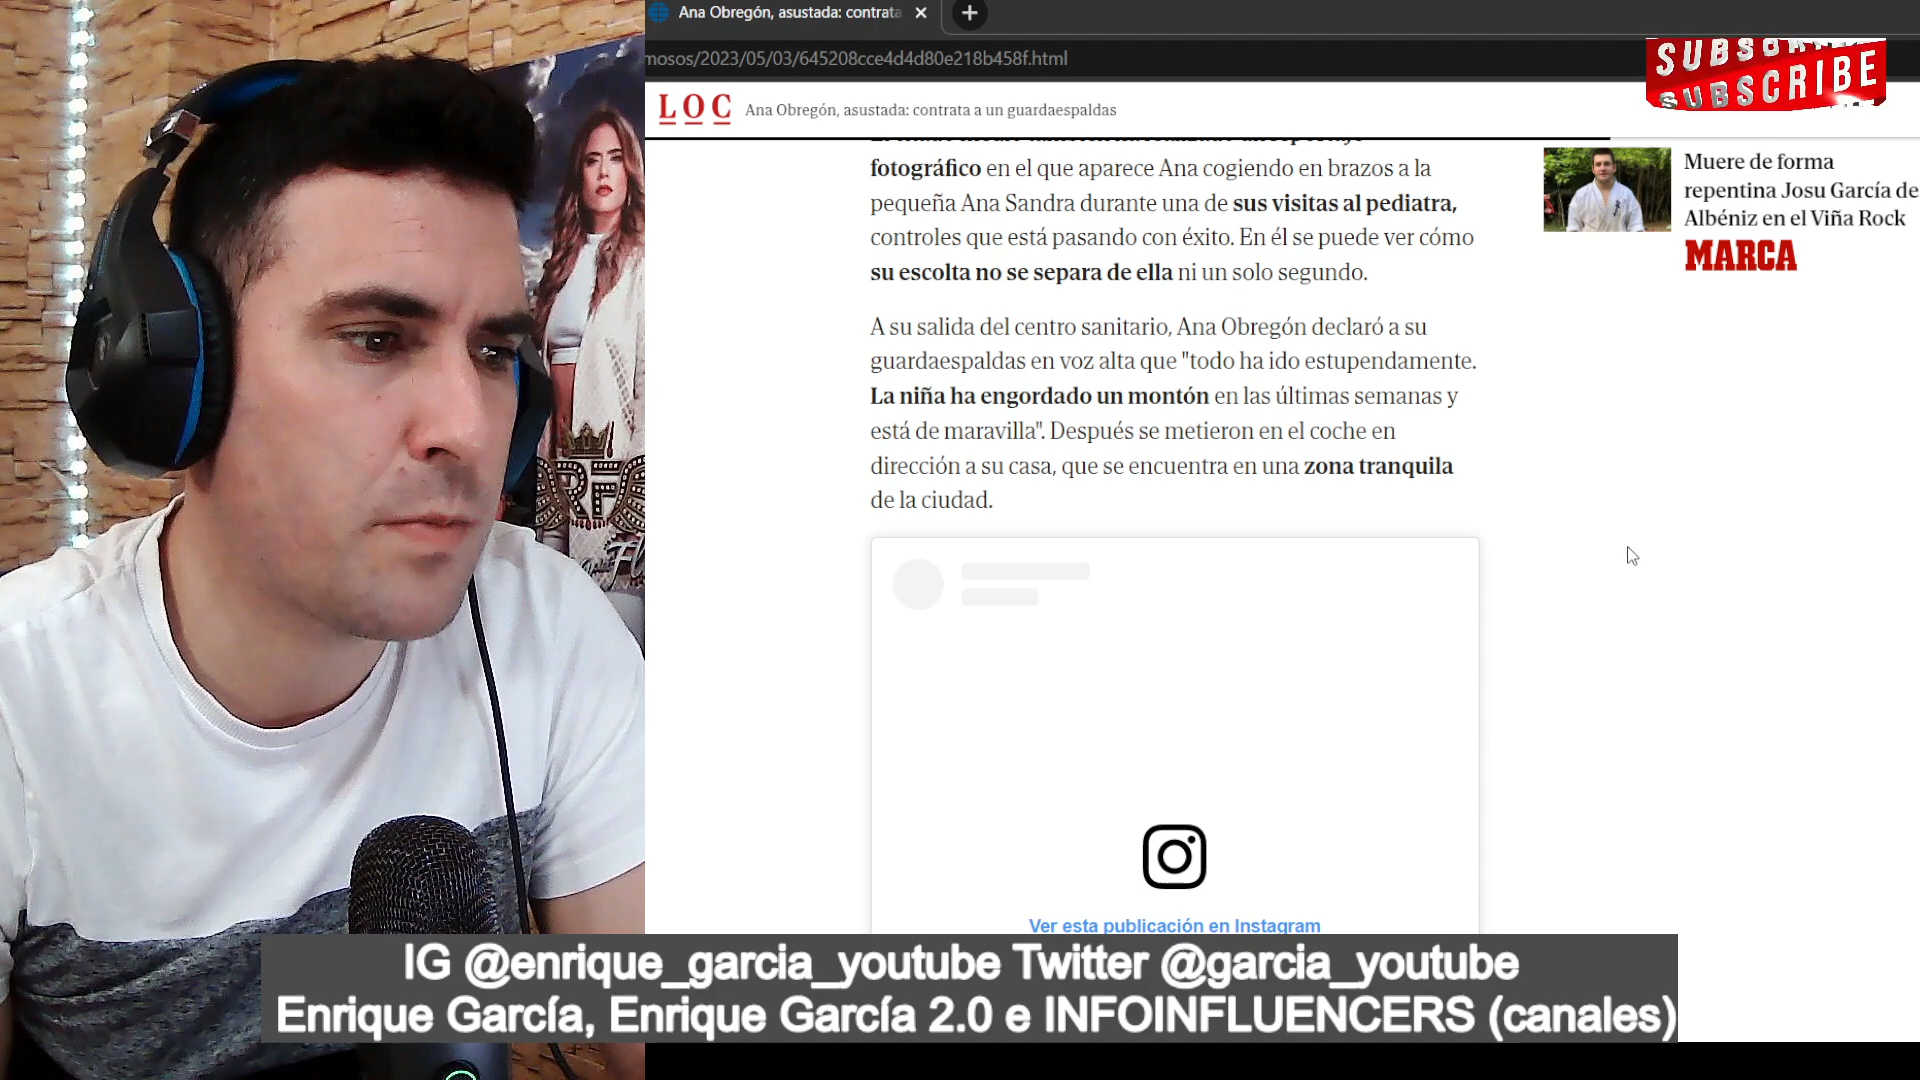 Ana Obregón, asustada: contrata
mosos/2023/05/03/645208cce4d4d80e218b458f.html
SUBSCRIBE
SUBSCRIBE
SUBSCRIBE
LOC Ana Obregón, asustada: contrata a un guardaespaldas
fotográfico en el que aparece Ana cogiendo en brazos a la
pequeña Ana Sandra durante una de sus visitas al pediatra,
controles que está pasando con éxito. En él se puede ver cómo
su escolta no se separa de ella ni un solo segundo.
A su salida del centro sanitario, Ana Obregón declaró a su
guardaespaldas en voz alta que "todo ha ido estupendamente.
La niña ha engordado un montón en las últimas semanas y
está de maravilla". Después se metieron en el coche en
dirección a su casa, que se encuentra en una zona tranquila
de la ciudad.
Ver esta publicación en Instagram
Muere de forma
repentina Josu García de
Albéniz en el Viña Rock
MARCA
RFG
IG @enrique_garcia_youtube Twitter @garcia_youtube
Enrique García, Enrique García 2.0 e INFOINFLUENCERS (canales)